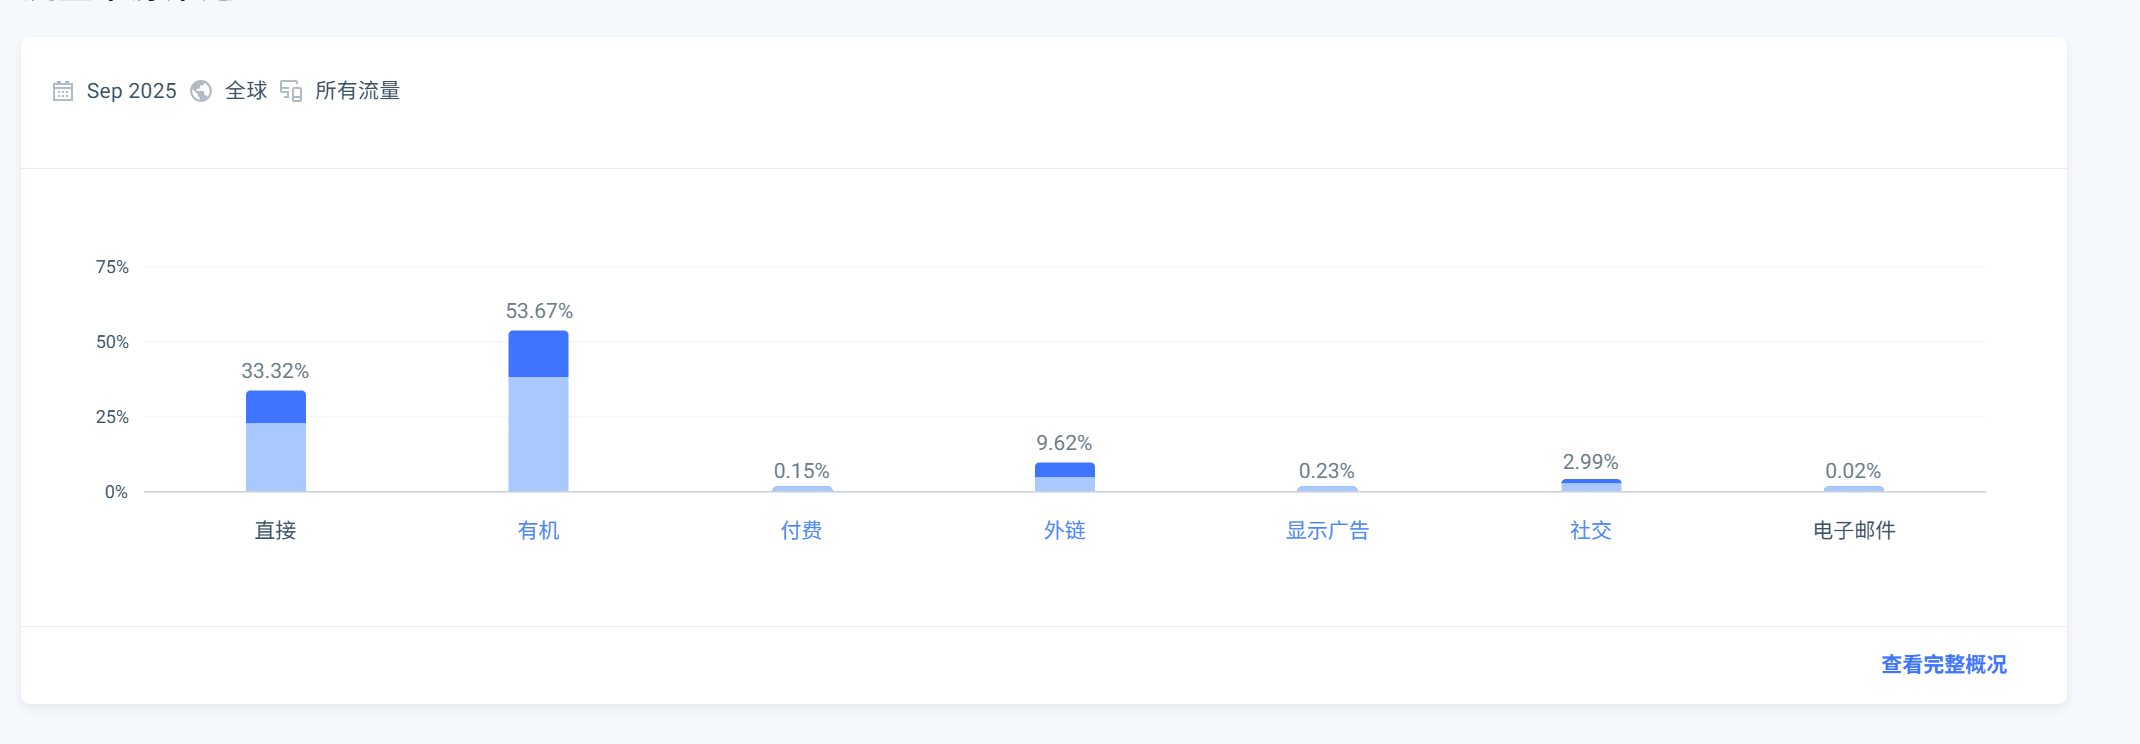 Sep 2025 全球 所有流量
75%
50%
25%
0%
33.32%
53.67%
0.15%
9.62%
0.23%
2.99%
0.02%
直接
有机
付费
外链
显示广告
社交
电子邮件
查看完整概况